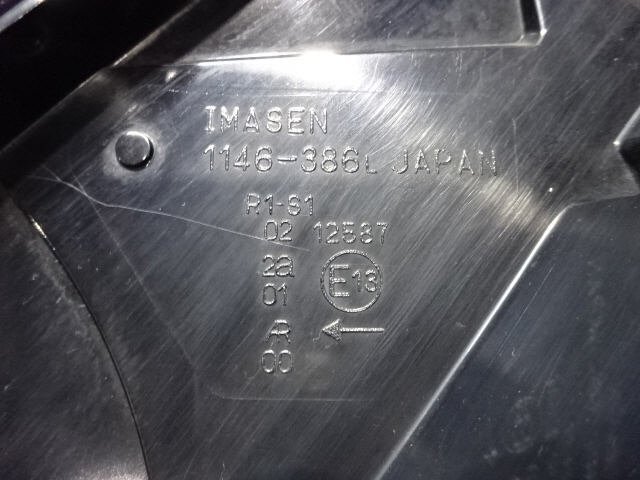 IMASEN
1146-386L JAPAN
R1-S1
02 12587
2a
01
E13
AR ←
00